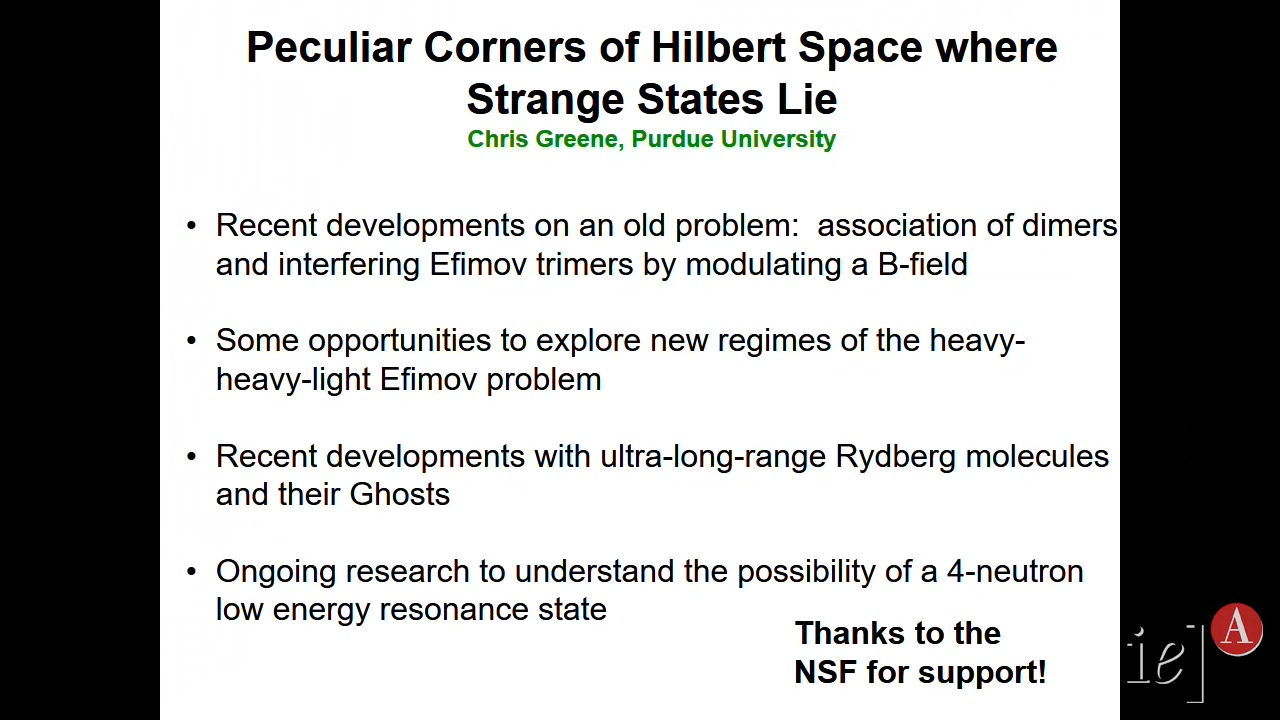 Peculiar Corners of Hilbert Space where
Strange States Lie
Chris Greene, Purdue University
• Recent developments on an old problem:  association of dimers
and interfering Efimov trimers by modulating a B-field
• Some opportunities to explore new regimes of the heavy-
heavy-light Efimov problem
• Recent developments with ultra-long-range Rydberg molecules
and their Ghosts
• Ongoing research to understand the possibility of a 4-neutron
low energy resonance state
Thanks to the
NSF for support!
ie]
A